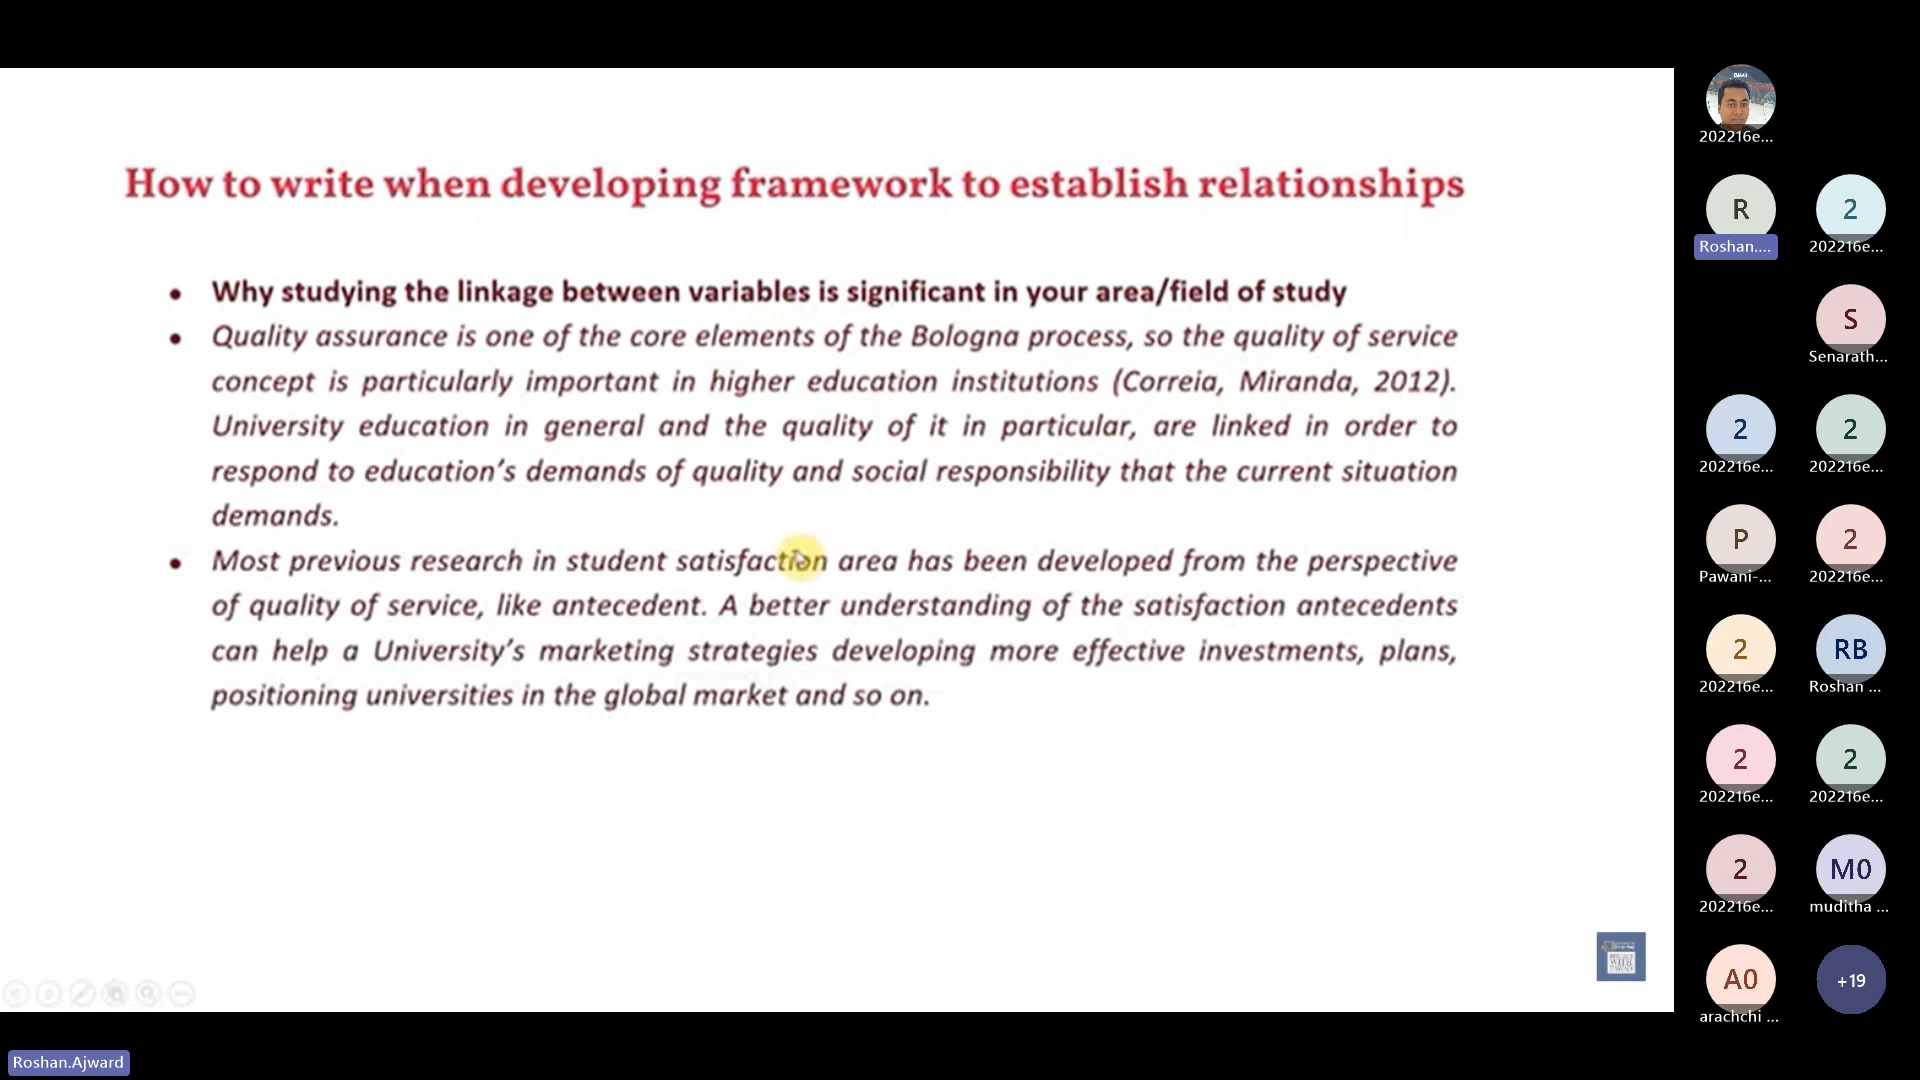 How to write when developing framework to establish relationships
• Why studying the linkage between variables is significant in your area/field of study
• Quality assurance is one of the core elements of the Bologna process, so the quality of service
concept is particularly important in higher education institutions (Correia, Miranda, 2012).
University education in general and the quality of it in particular, are linked in order to
respond to education’s demands of quality and social responsibility that the current situation
demands.
• Most previous research in student satisfaction area has been developed from the perspective
of quality of service, like antecedent. A better understanding of the satisfaction antecedents
can help a University’s marketing strategies developing more effective investments, plans,
positioning universities in the global market and so on.
202216e...
R
2
Roshan....
202216e...
S
Senarath...
2
2
202216e...
202216e...
P
2
Pawani-...
202216e...
2
RB
202216e...
Roshan ...
2
2
202216e...
202216e...
2
M0
202216e...
muditha ...
A0
+19
arachchi ...
Roshan.Ajward